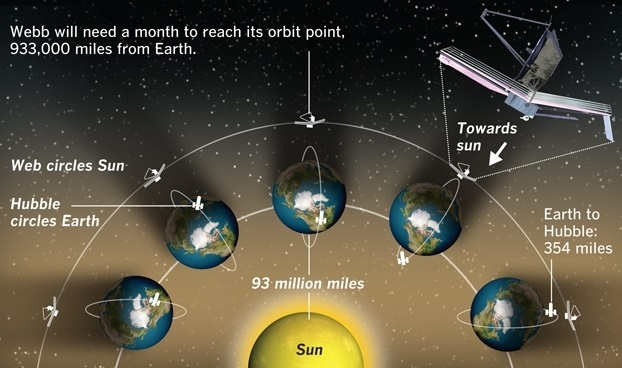 Webb will need a month to reach its orbit point,
933,000 miles from Earth.
Towards
sun
Web circles Sun
Hubble
circles Earth
Earth to
Hubble:
354 miles
93 million miles
Sun